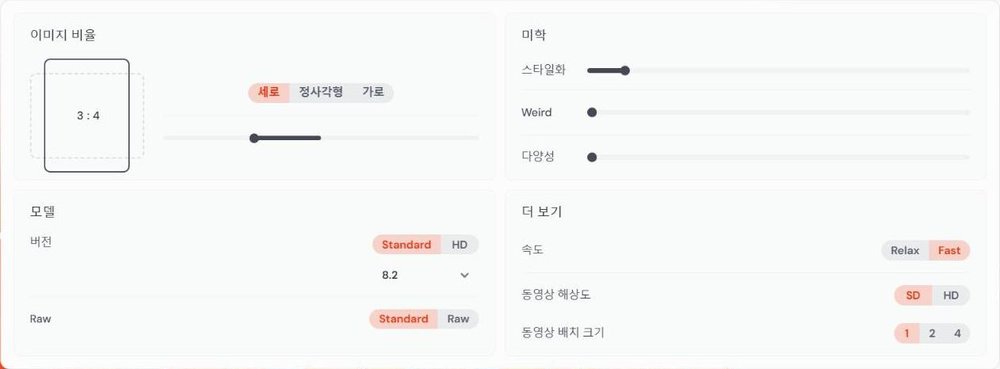 이미지 비율
3 : 4
세로 정사각형 가로
미학
스타일화
Weird
다양성
모델
버전
Standard HD
8.2
Raw
Standard Raw
더 보기
속도
Relax Fast
동영상 해상도
SD HD
동영상 배치 크기
1 2 4